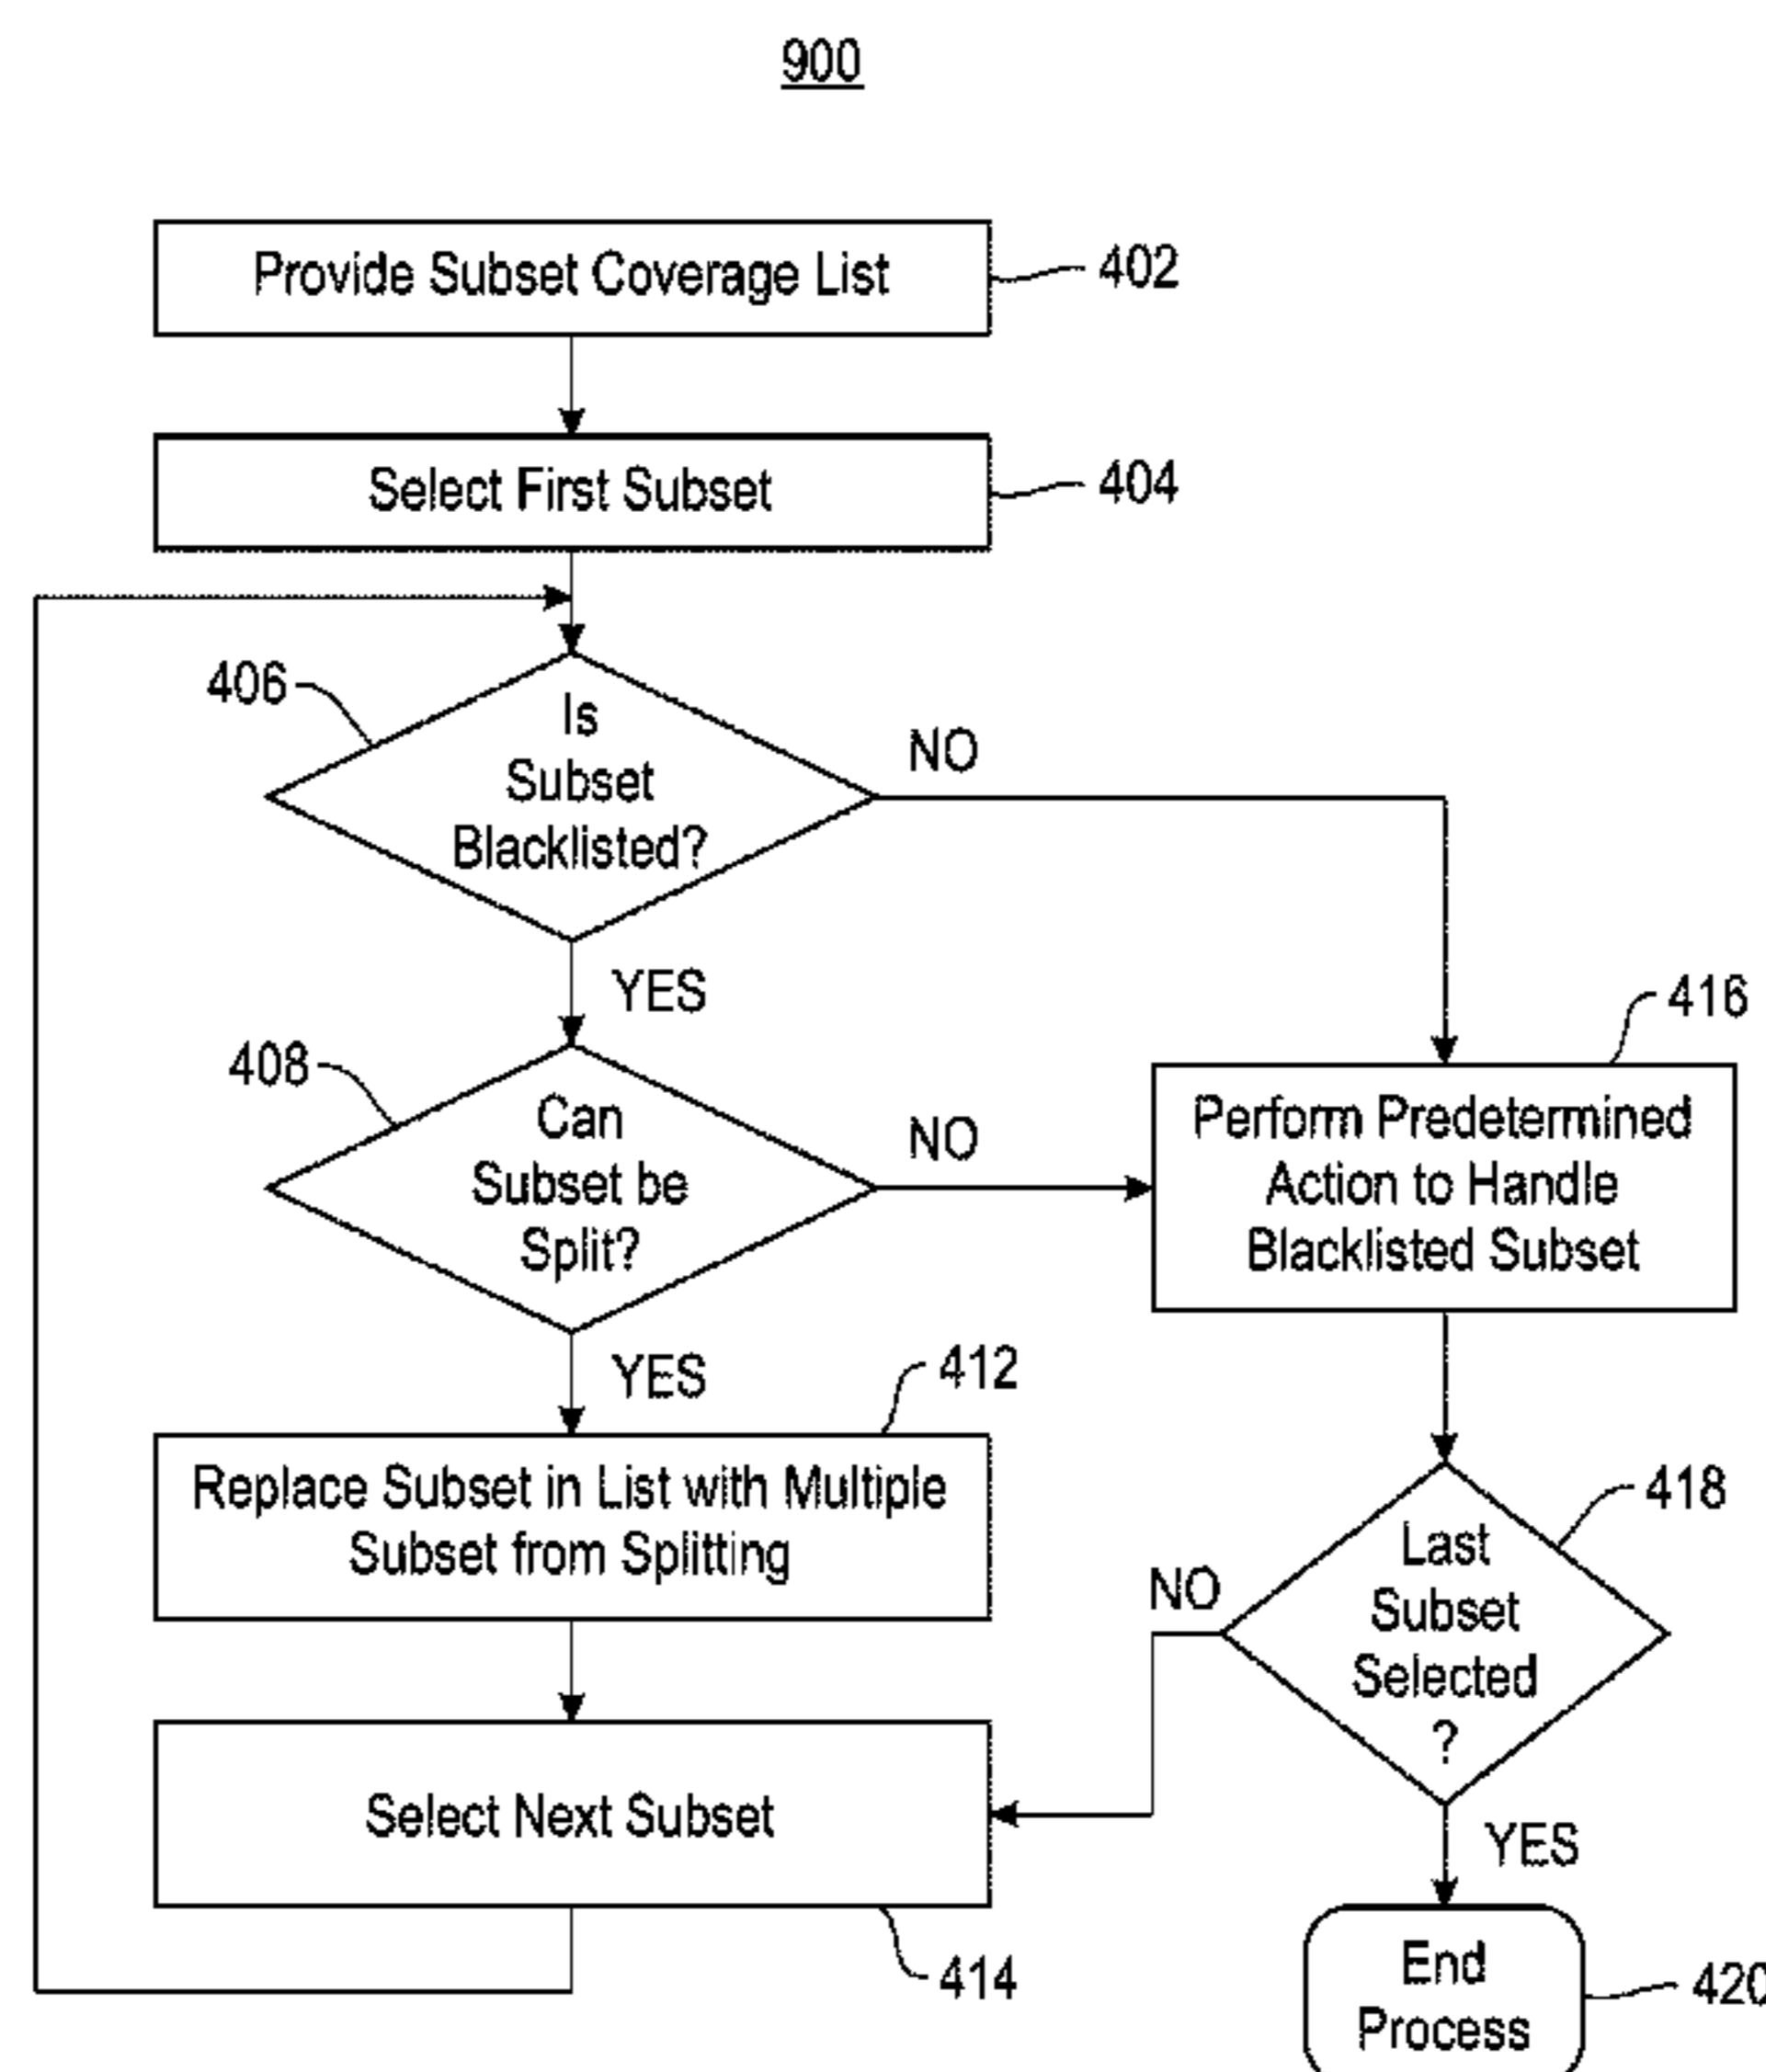 900
Provide Subset Coverage List
402
Select First Subset
404
406
Is
Subset
Blacklisted?
NO
YES
408
Can
Subset be
Split?
NO
416
Perform Predetermined
Action to Handle
Blacklisted Subset
YES
412
Replace Subset in List with Multiple
Subset from Splitting
418
Last
Subset
Selected
?
NO
Select Next Subset
414
YES
End
Process
420